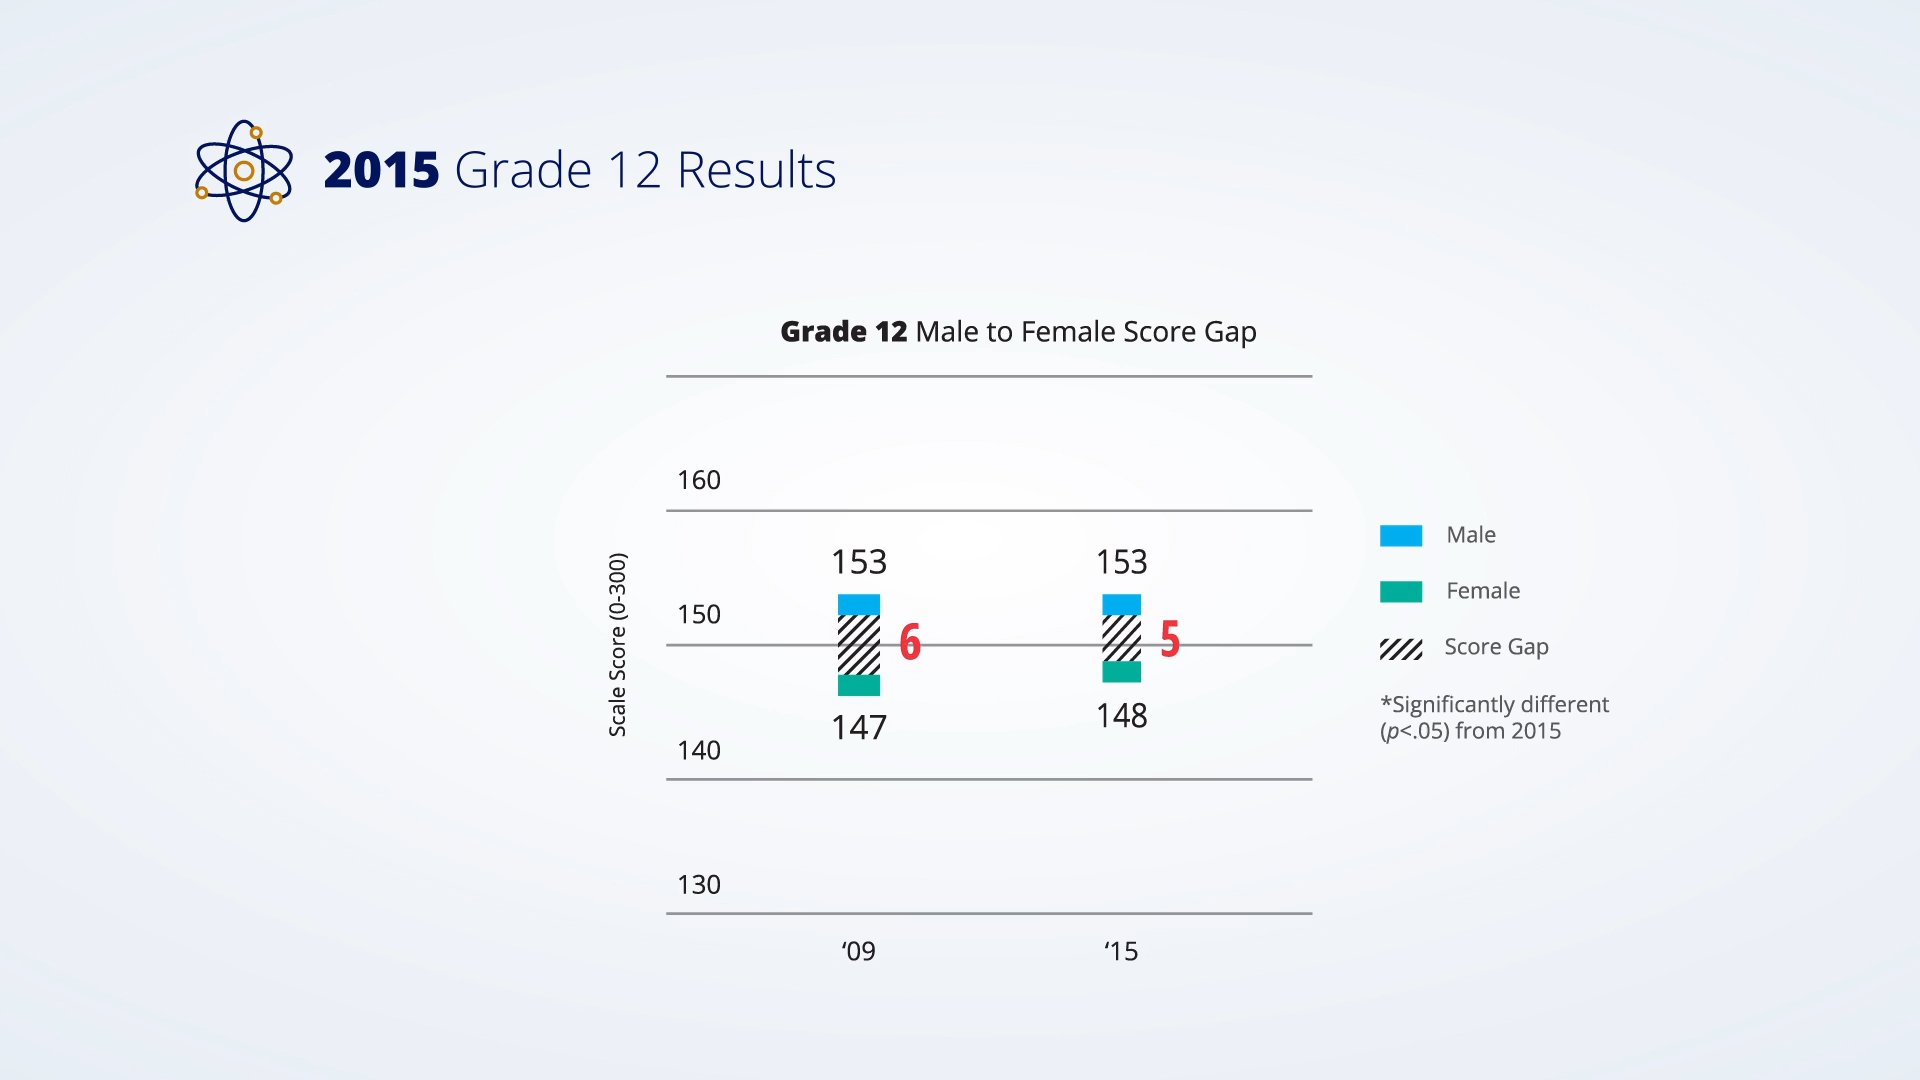 2015 Grade 12 Results
Grade 12 Male to Female Score Gap
Scale Score (0-300)
160
150
140
130
153
6
147
153
5
148
‘09
‘15
Male
Female
Score Gap
*Significantly different
(p<.05) from 2015